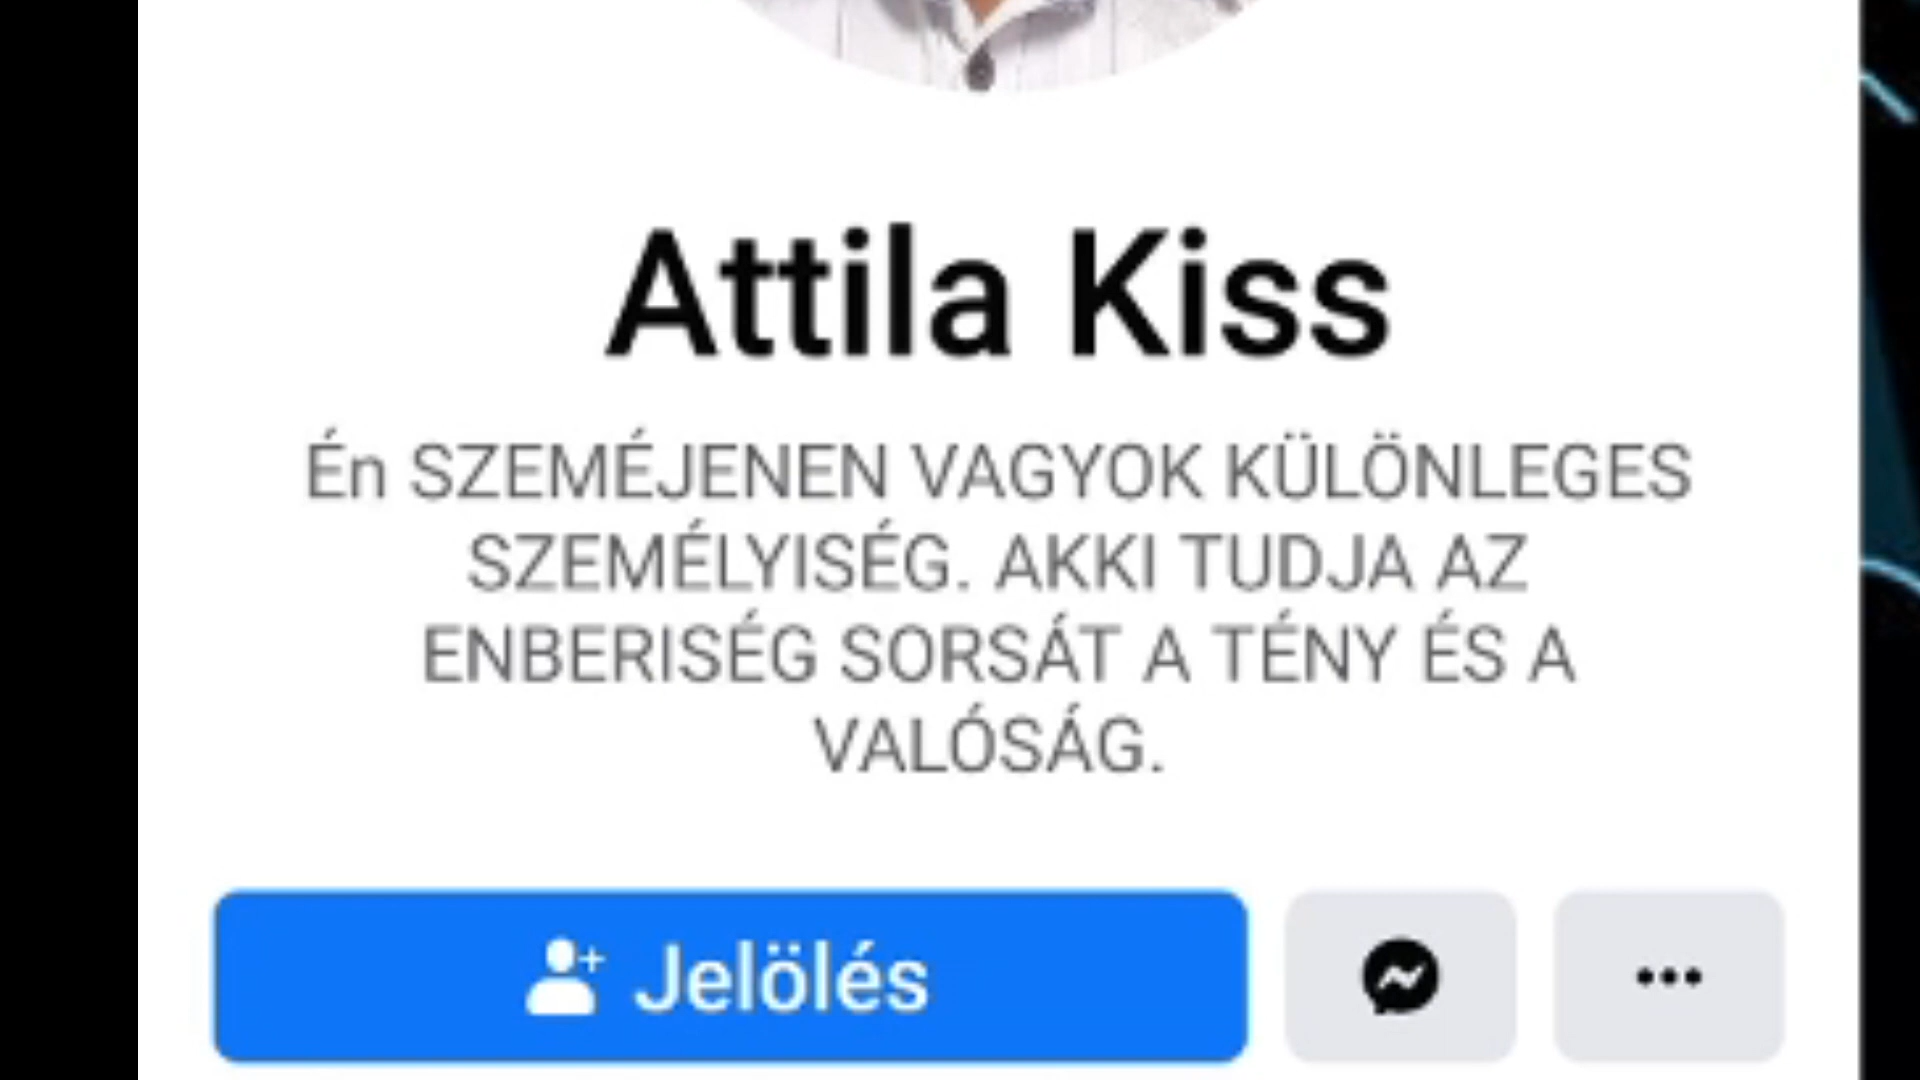 Attila Kiss
Én SZEMÉJENEN VAGYOK KÜLÖNLEGES
SZEMÉLYISÉG. AKKI TUDJA AZ
ENBERISÉG SORSÁT A TÉNY ÉS A
VALÓSÁG.
Jelölés